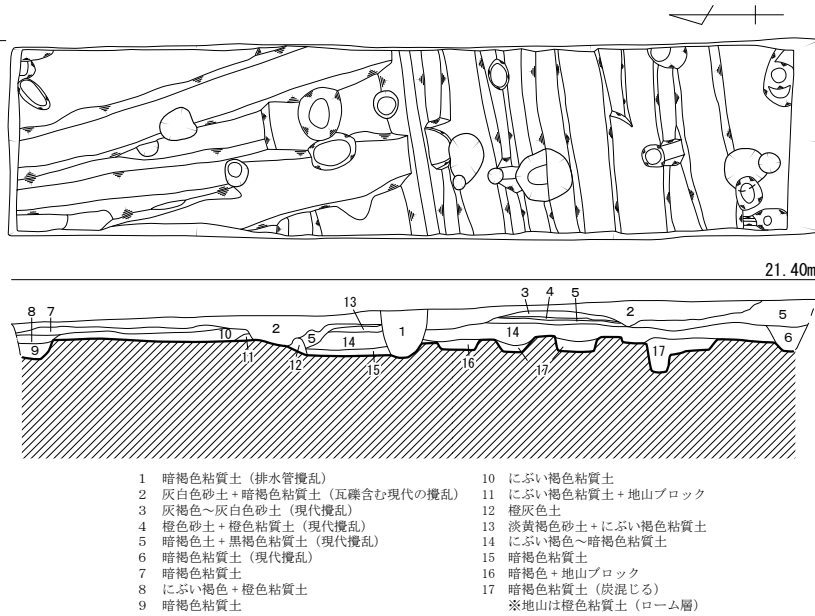 21.40m
3 4 5
2
13
8 7
5
10
2
5
1
14
14
6
9
11
12
15
16
17
17
1 暗褐色粘質土（排水管攪乱）
2 灰白色砂土＋暗褐色粘質土（瓦礫含む現代の攪乱）
3 灰褐色～灰白色砂土（現代攪乱）
4 橙色砂土＋橙色粘質土（現代攪乱）
5 暗褐色土＋黒褐色粘質土（現代攪乱）
6 暗褐色粘質土（現代攪乱）
7 暗褐色粘質土
8 にぶい褐色＋橙色粘質土
9 暗褐色粘質土
10 にぶい褐色粘質土
11 にぶい褐色粘質土＋地山ブロック
12 橙灰色土
13 淡黄褐色砂土＋にぶい褐色粘質土
14 にぶい褐色～暗褐色粘質土
15 暗褐色粘質土
16 暗褐色＋地山ブロック
17 暗褐色粘質土（炭混じる）
※地山は橙色粘質土（ローム層）